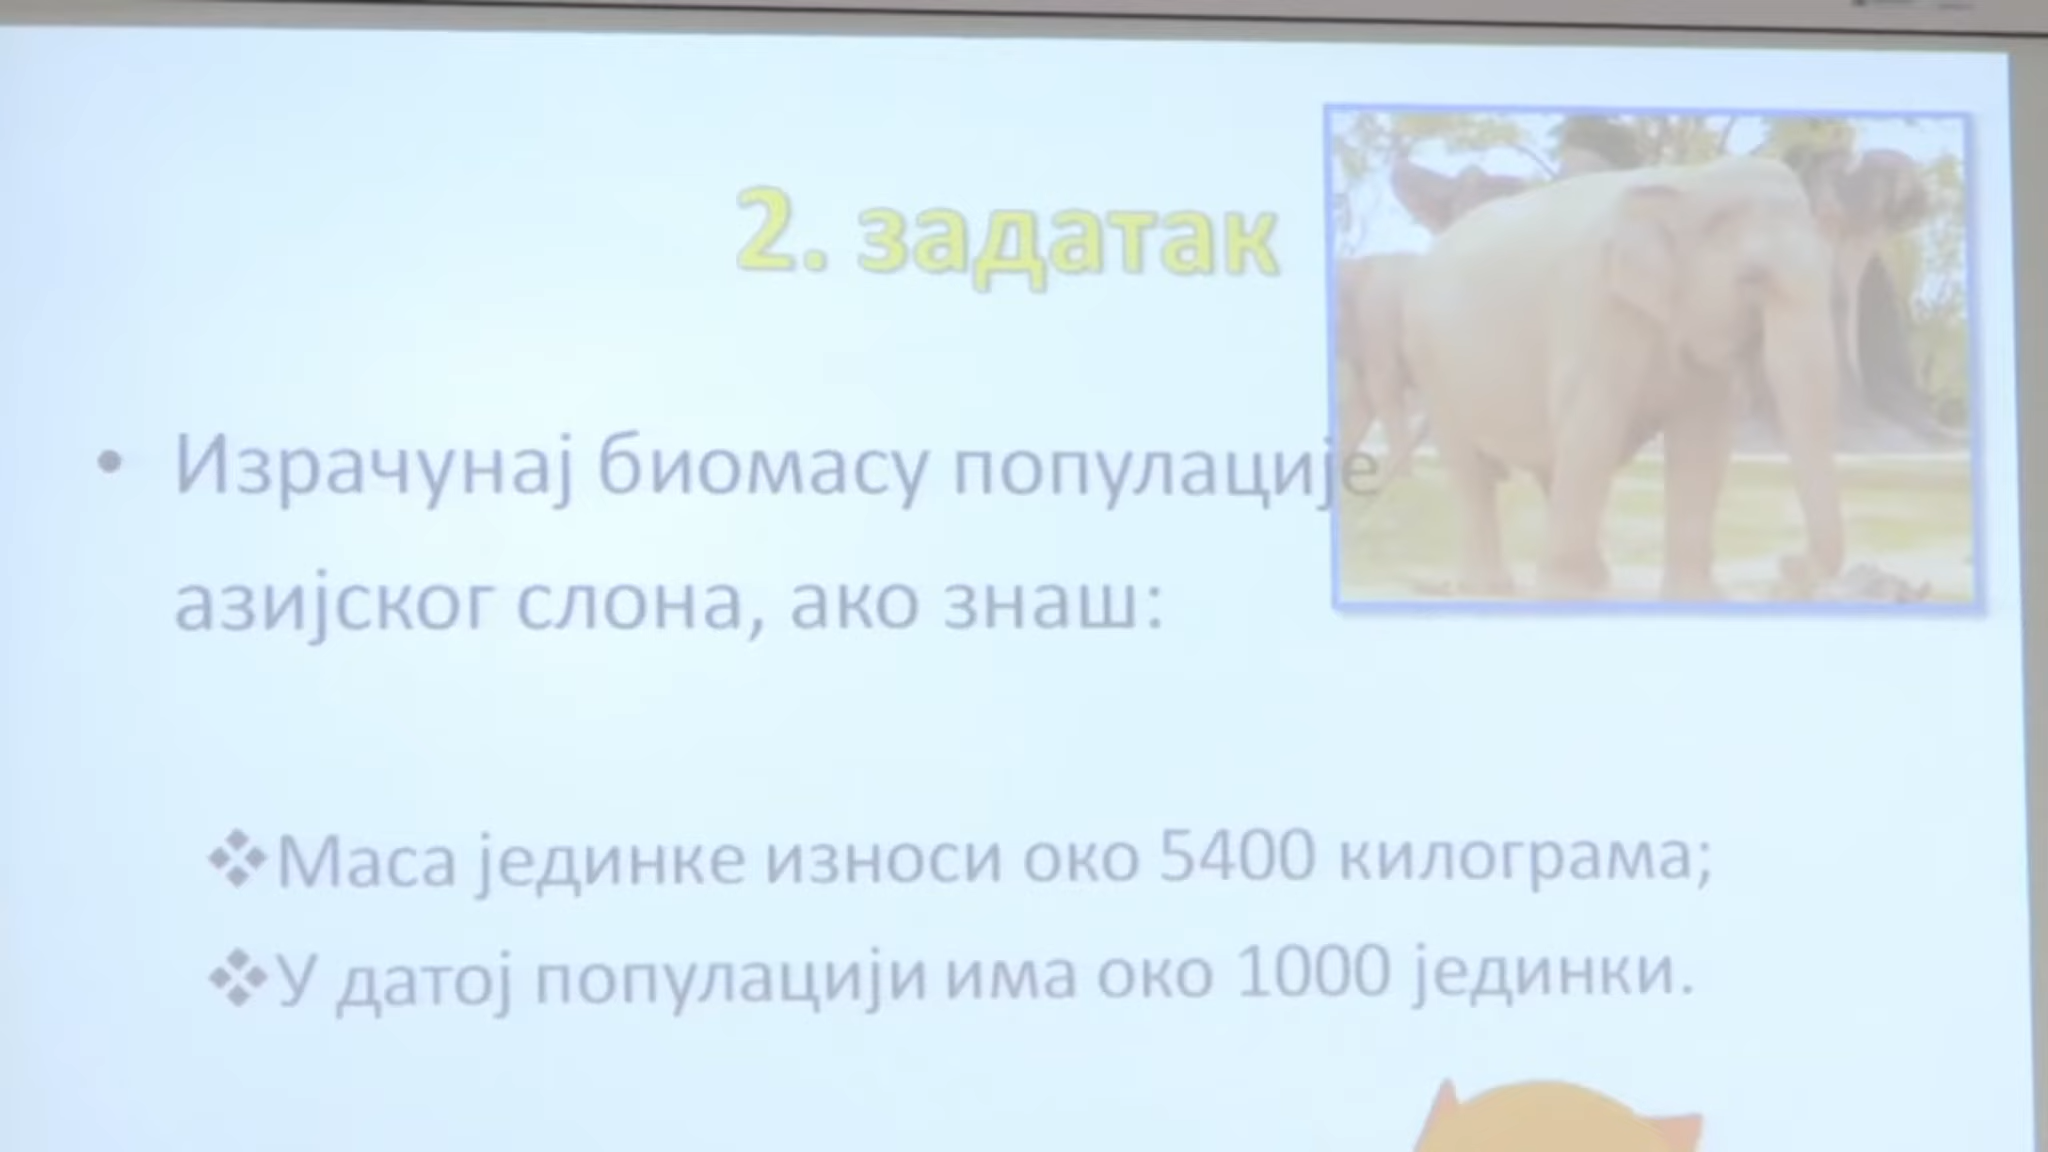 2. задатак
• Израчунај биомасу популације
азијског слона, ако знаш:
❖Маса јединке износи око 5400 килограма;
❖У датој популацији има око 1000 јединки.